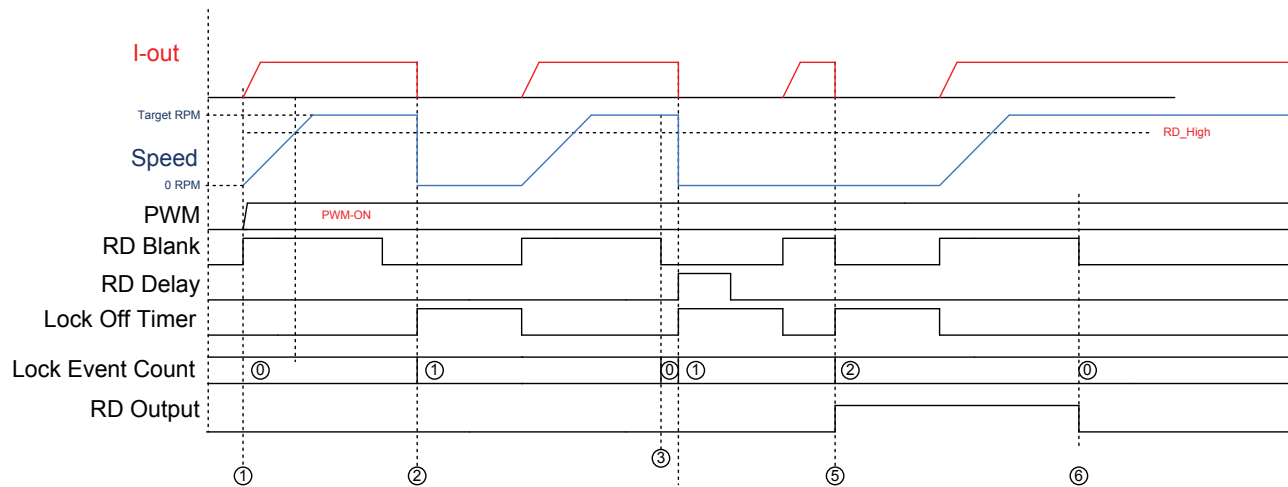 I-out
Target RPM
RD_High
Speed
0 RPM
PWM
PWM-ON
RD Blank
RD Delay
Lock Off Timer
Lock Event Count ⓪ ① ⓪ ① ② ⓪
RD Output
① ② ③ ⑤ ⑥